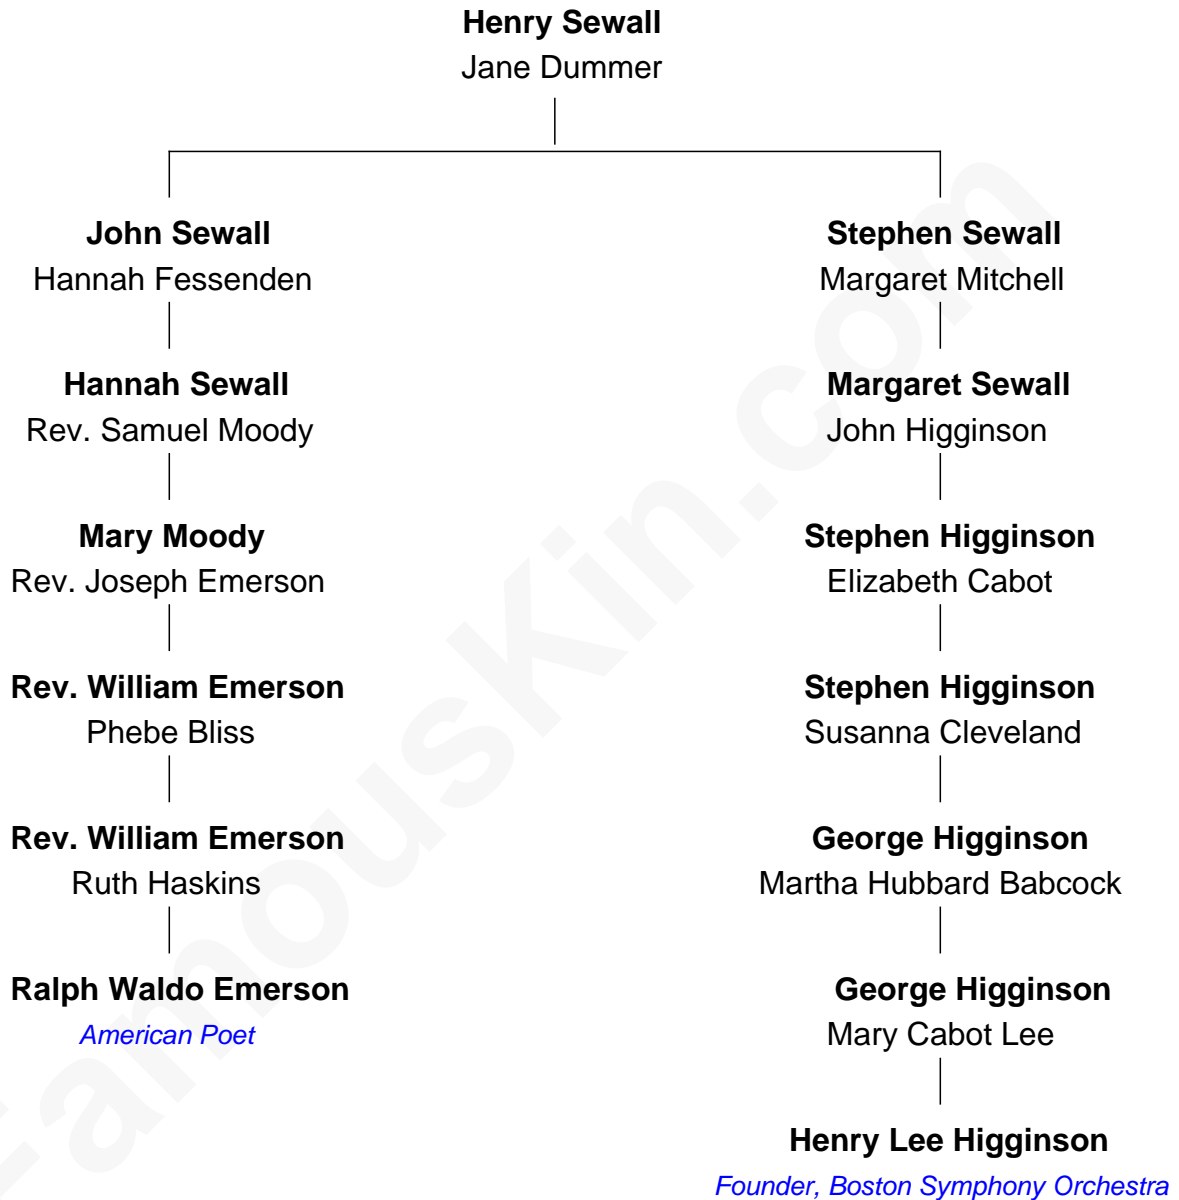 Henry Sewall
Jane Dummer
John Sewall
Hannah Fessenden
Hannah Sewall
Rev. Samuel Moody
Mary Moody
Rev. Joseph Emerson
Rev. William Emerson
Phebe Bliss
Rev. William Emerson
Ruth Haskins
Ralph Waldo Emerson
American Poet
Stephen Sewall
Margaret Mitchell
Margaret Sewall
John Higginson
Stephen Higginson
Elizabeth Cabot
Stephen Higginson
Susanna Cleveland
George Higginson
Martha Hubbard Babcock
George Higginson
Mary Cabot Lee
Henry Lee Higginson
Founder, Boston Symphony Orchestra
FamousKin.com